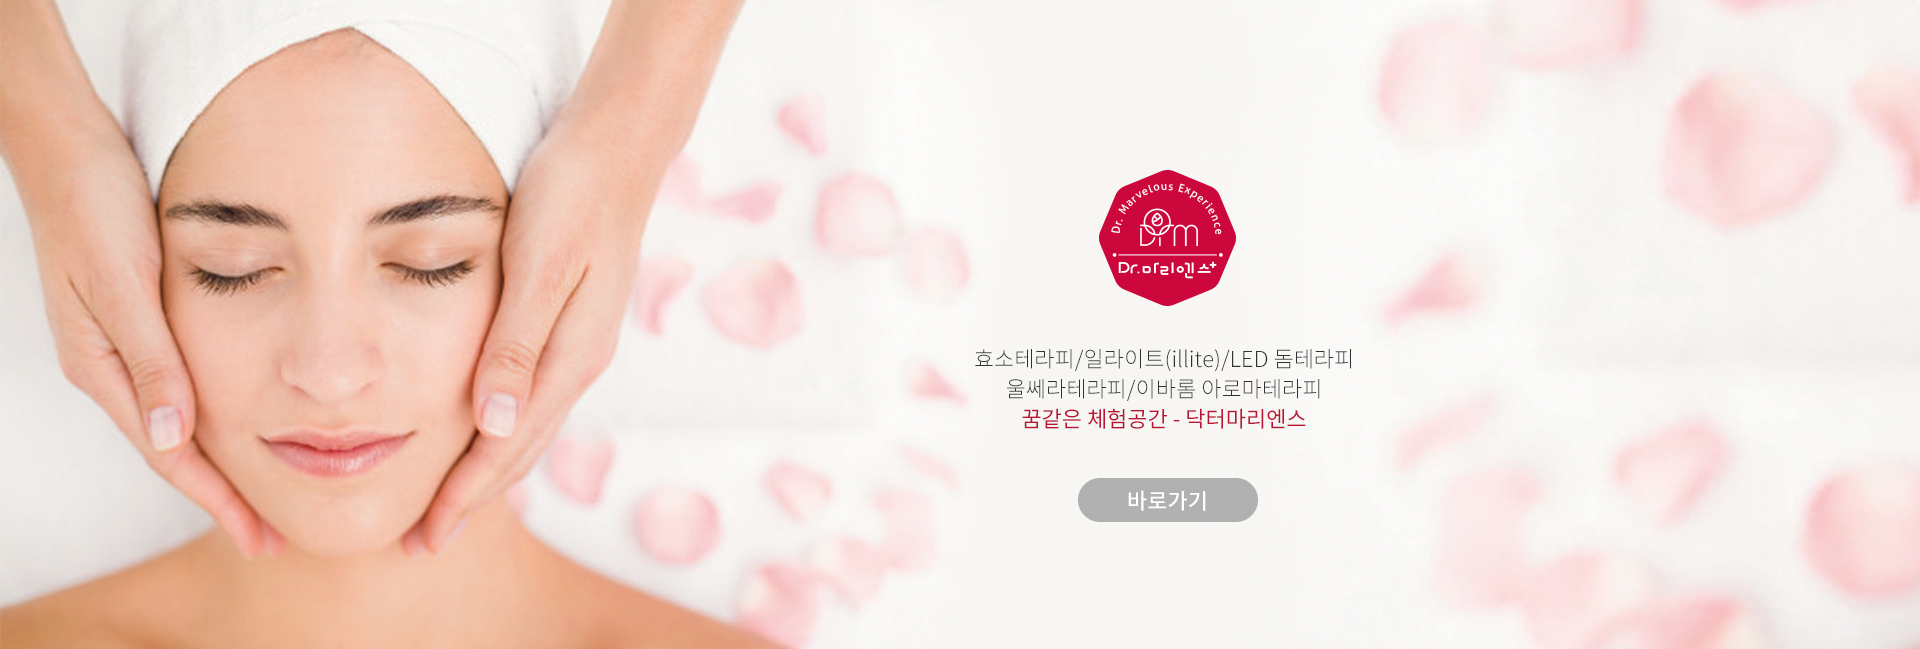 Dr. Marvelous Experience
Drm
Dr.마리엔스+
효소테라피/일라이트(illite)/LED 돔테라피
울쎄라테라피/이바롬 아로마테라피
꿈같은 체험공간 - 닥터마리엔스
바로가기